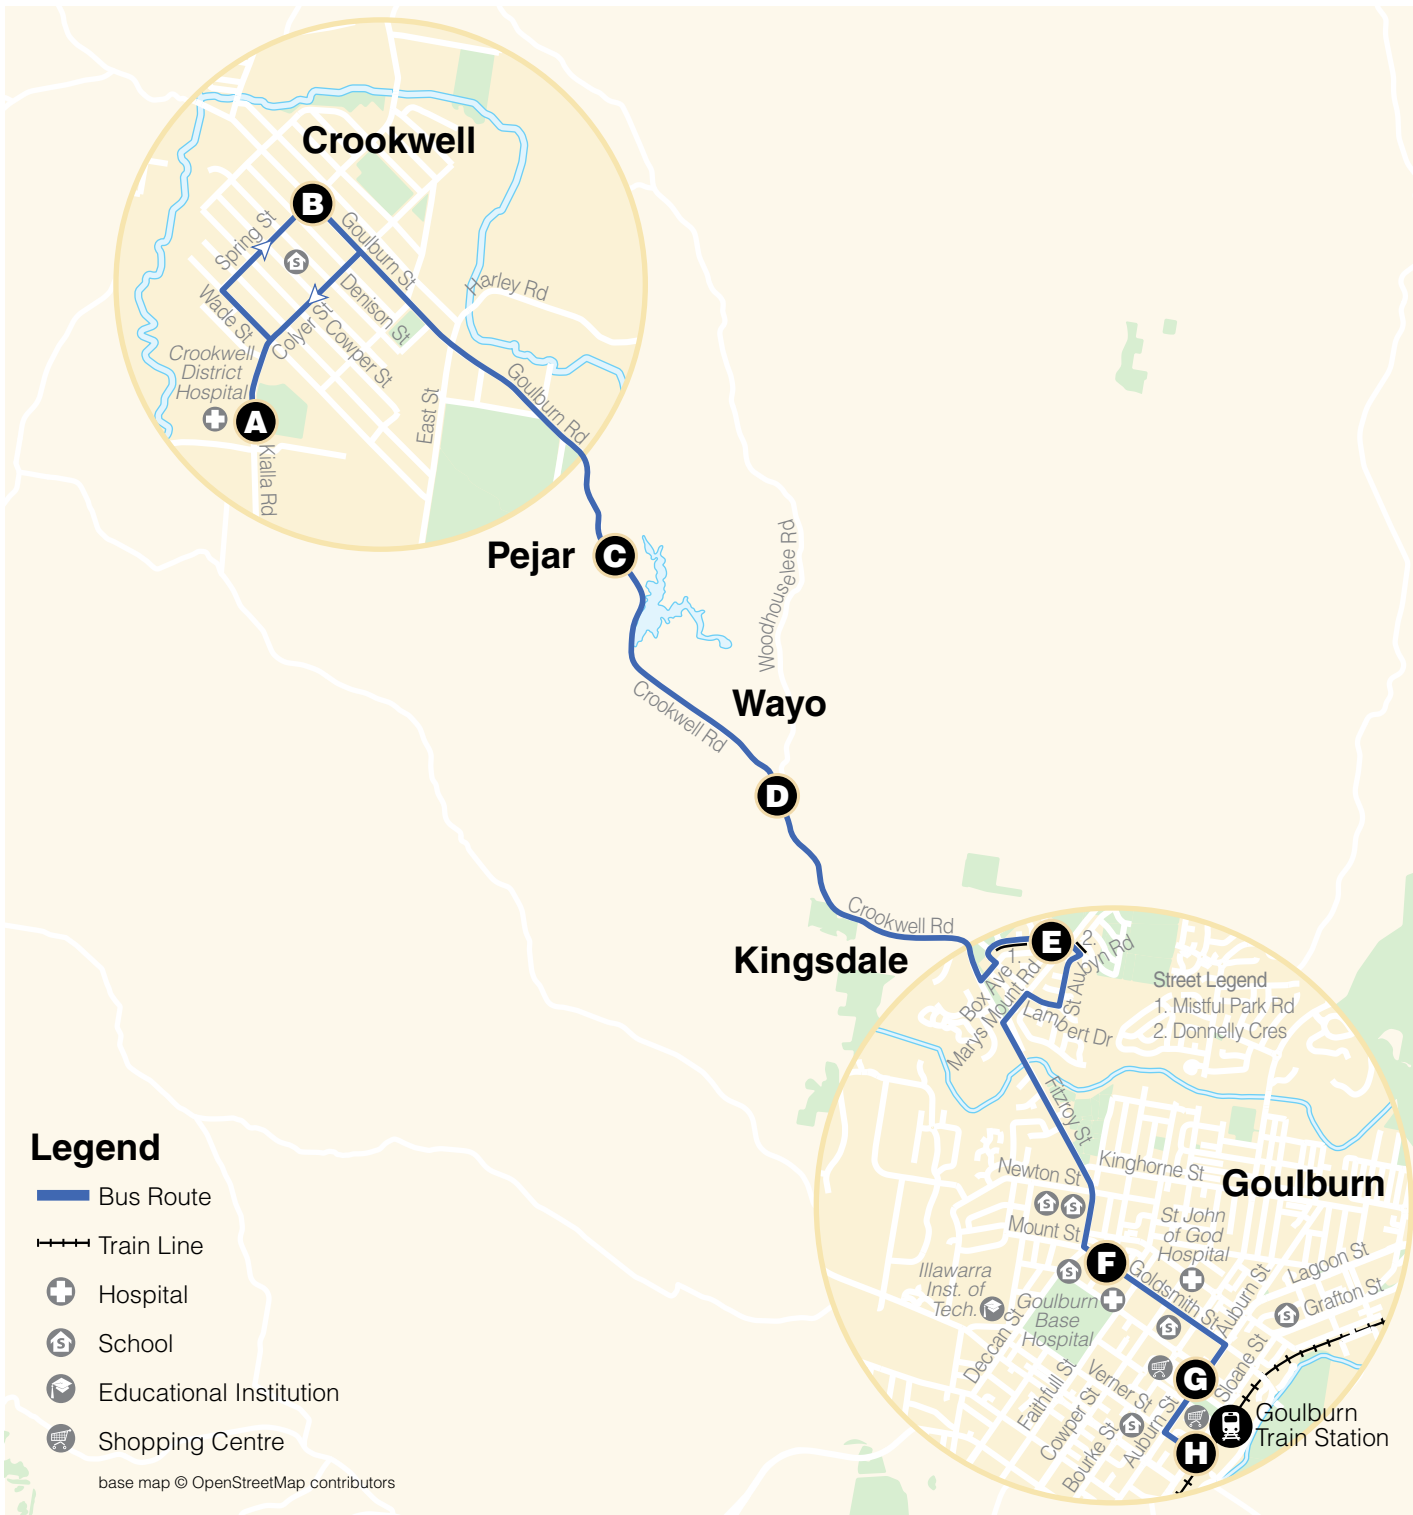 Crookwell
B
Spring St
Goulburn St
S
Harley Rd
Wade St
Denison St
Colyer St
Cowper St
Crookwell
District
Hospital
A
Kialla Rd
East St
Goulburn Rd
Pejar
C
Woodhouselee Rd
Crookwell Rd
Wayo
D
Crookwell Rd
Kingsdale
E
1.
2.
Box Ave
Marys Mount Rd
St Aubyn Rd
Lambert Dr
Street Legend
1. Mistful Park Rd
2. Donnelly Cres
Fitzroy St
Newton St
Kinghorne St
Goulburn
S
S
Mount St
St John
of God
Hospital
F
S
Goldsmith St
Illawarra
Inst. of
Tech.
Goulburn
Base
Hospital
Lagoon St
Grafton St
Auburn St
S
S
Deccan St
Faithfull St
Verner St
Cowper St
Bourke St
S
Auburn St
Sloane St
G
H
Goulburn
Train Station
Legend
Bus Route
Train Line
Hospital
S
School
Educational Institution
Shopping Centre
base map © OpenStreetMap contributors